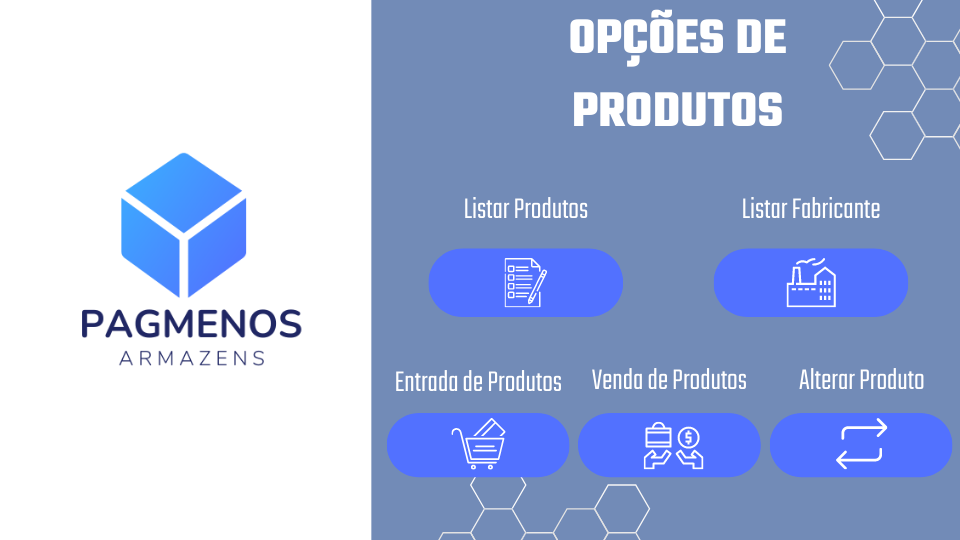 PAGMENOS
ARMAZENS
OPÇÕES DE
PRODUTOS
Listar Produtos
Listar Fabricante
Entrada de Produtos
Venda de Produtos
Alterar Produto
$